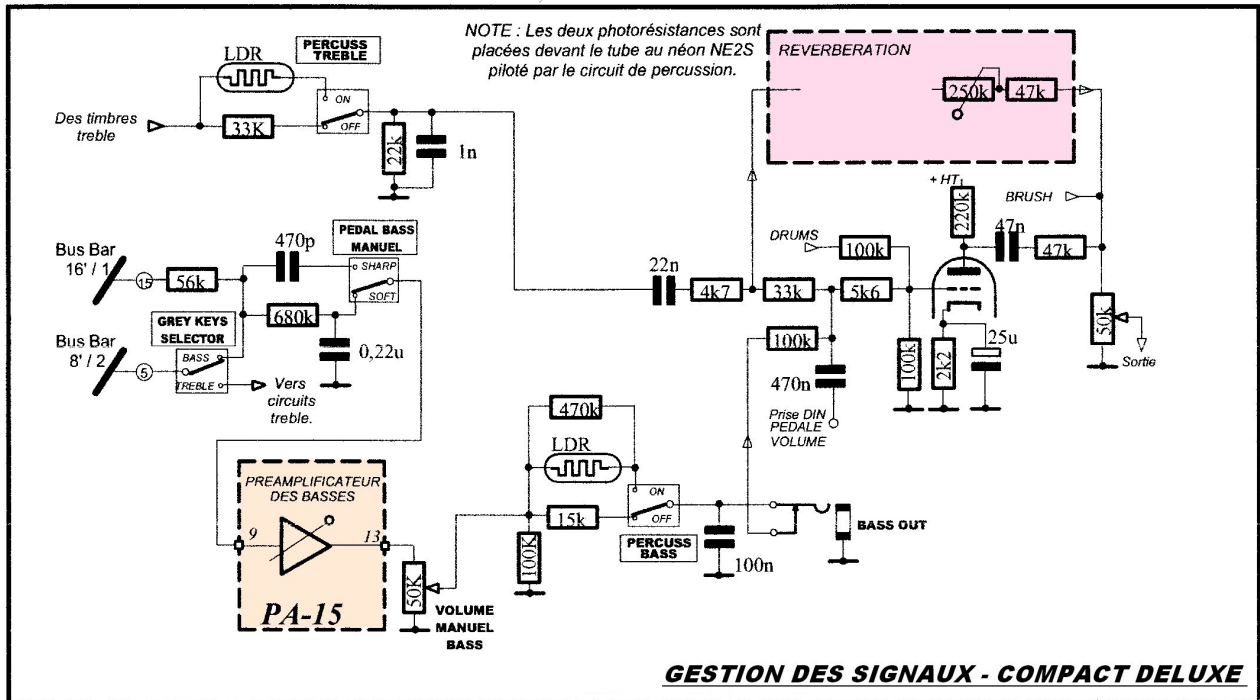 NOTE : Les deux photorésistances sont
placées devant le tube au néon NE2S
piloté par le circuit de percussion.
PERCUSS
TREBLE
LDR
ON
OFF
Des timbres
treble
33K
22k
1n
REVERBERATION
250k
47k
+ HT
220k
BRUSH
47n
47k
DRUMS
100k
22n
4k7
33k
5k6
100k
470n
Prise DIN
PEDALE
VOLUME
100k
2k2
25u
50k
Sortie
Bus Bar
16' / 1
15
56k
470p
PEDAL BASS
MANUEL
SHARP
SOFT
680k
0,22u
GREY KEYS
SELECTOR
Bus Bar
8' / 2
5
BASS
TREBLE
Vers
circuits
treble.
PREAMPLIFICATEUR
DES BASSES
9
13
PA-15
50K
VOLUME
MANUEL
BASS
470k
LDR
15k
ON
OFF
100K
PERCUSS
BASS
100n
BASS OUT
GESTION DES SIGNAUX - COMPACT DELUXE